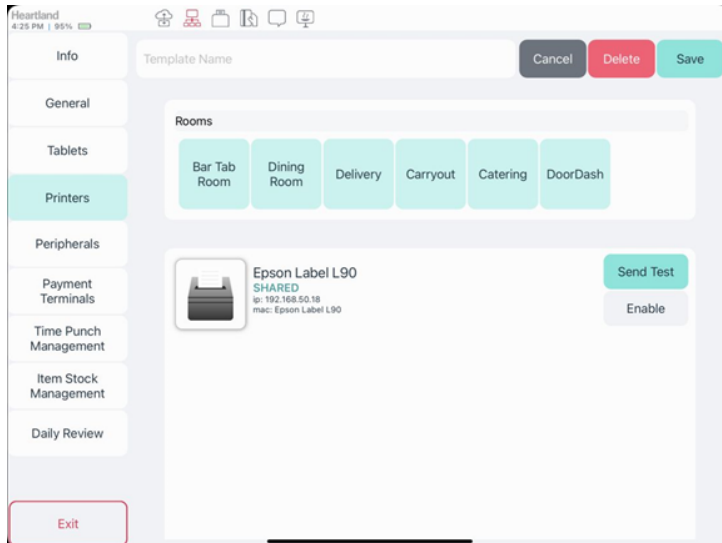 Heartland
4:25 PM | 95%
Info
General
Tablets
Printers
Peripherals
Payment
Terminals
Time Punch
Management
Item Stock
Management
Daily Review
Exit
Template Name
Cancel
Delete
Save
Rooms
Bar Tab
Room
Dining
Room
Delivery
Carryout
Catering
DoorDash
Epson Label L90
SHARED
ip: 192.168.50.18
mac: Epson Label L90
Send Test
Enable